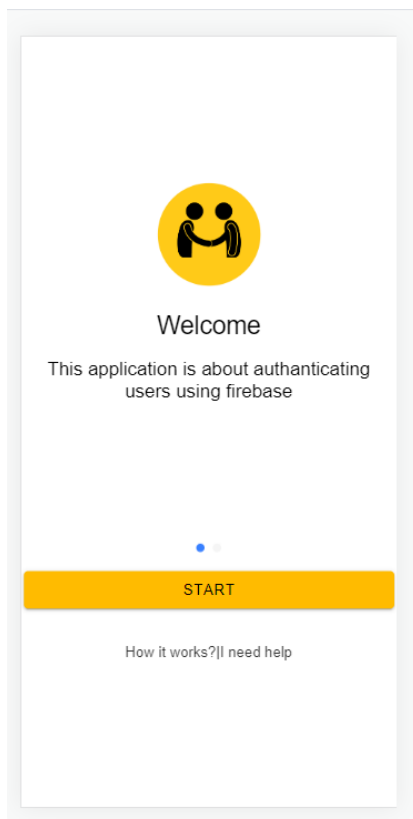 Welcome
This application is about authanticating
users using firebase
START
How it works?|I need help